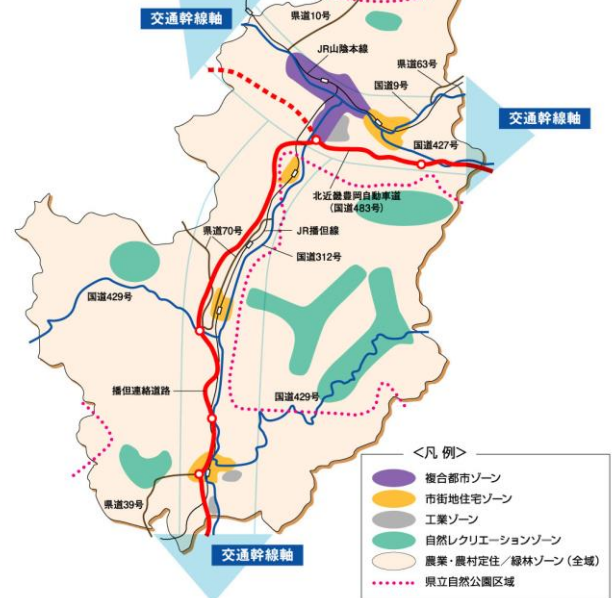 県道10号
交通幹線軸
JR山陰本線
県道63号
国道9号
交通幹線軸
国道427号
北近畿豊岡自動車道
(国道483号)
県道70号
JR播但線
国道312号
国道429号
播但連絡道路
国道429号
県道39号
交通幹線軸
<凡 例>
複合都市ゾーン
市街地住宅ゾーン
工業ゾーン
自然レクリエーションゾーン
農業・農村定住/緑林ゾーン(全域)
県立自然公園区域